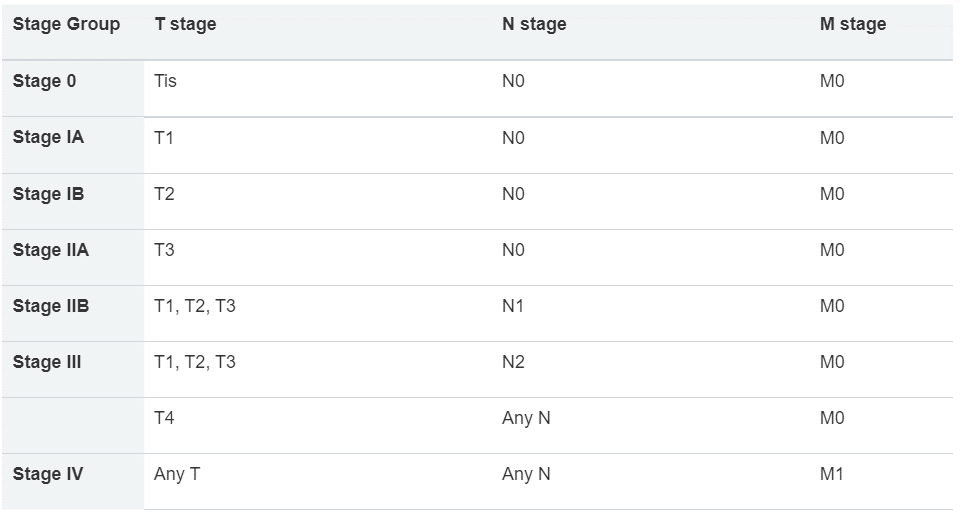 Stage Group T stage N stage M stage
Stage 0 Tis N0 M0
Stage IA T1 N0 M0
Stage IB T2 N0 M0
Stage IIA T3 N0 M0
Stage IIB T1, T2, T3 N1 M0
Stage III T1, T2, T3 N2 M0
T4 Any N M0
Stage IV Any T Any N M1